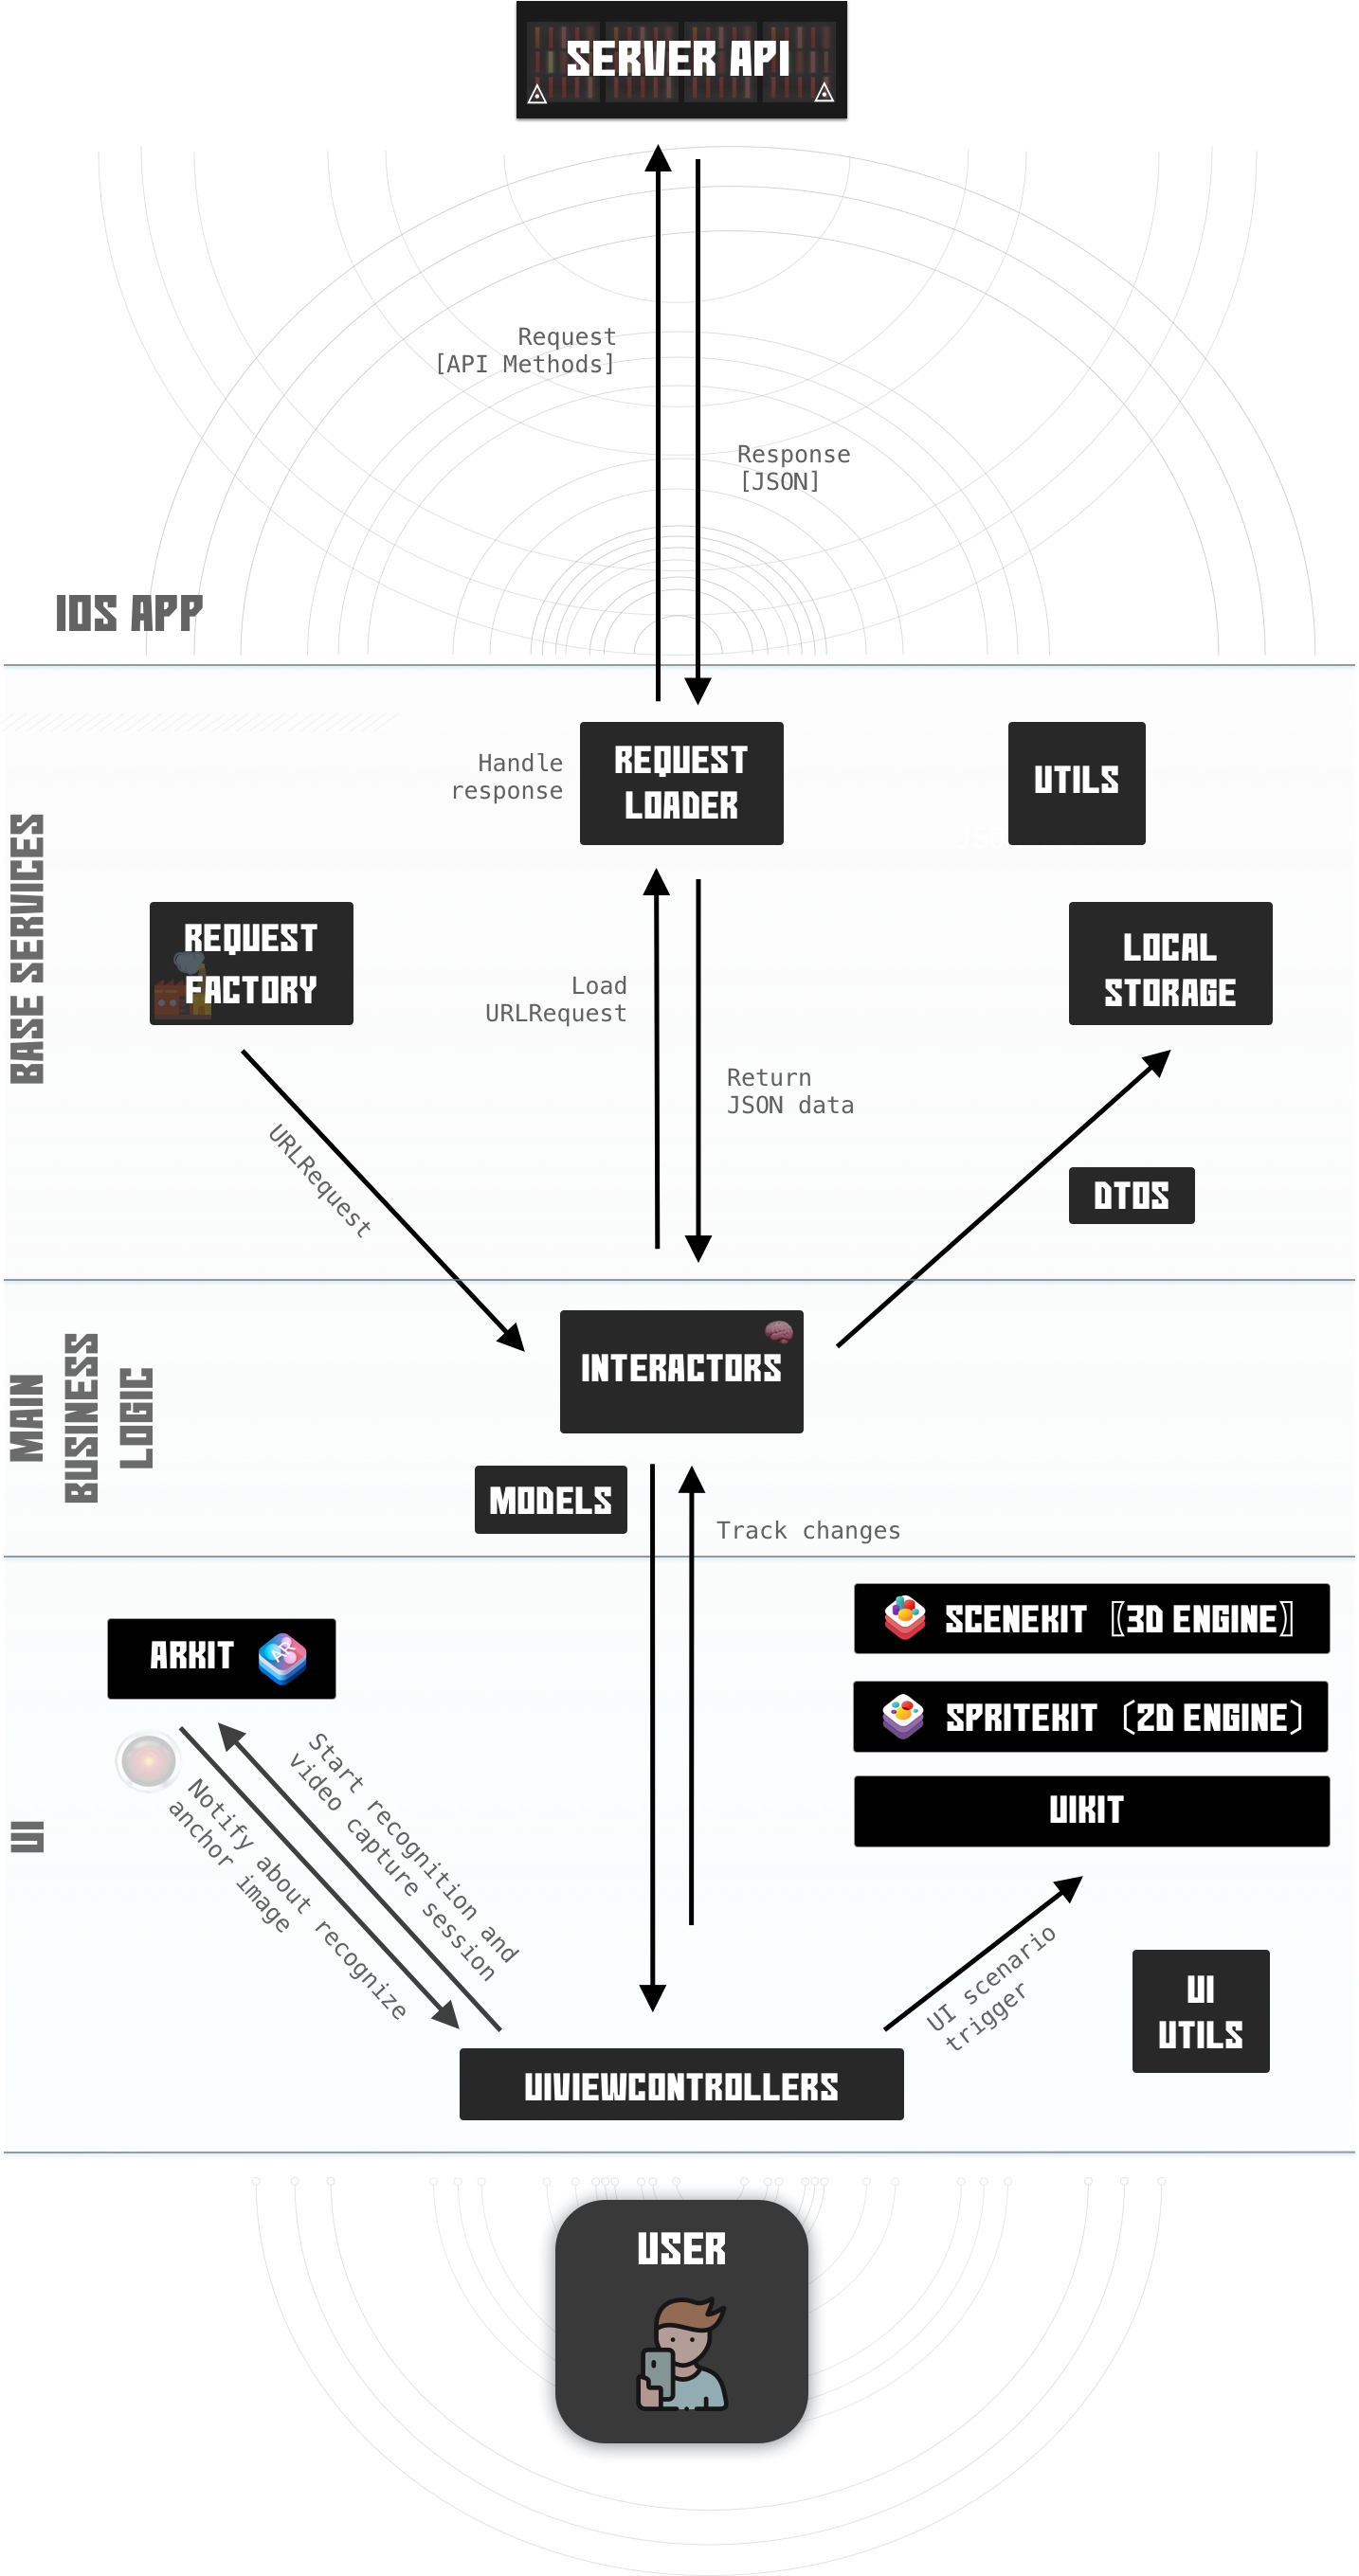 SERVER API
Request
[API Methods]
Response
[JSON]
IOS APP
BASE SERVICES
Handle
response
REQUEST
LOADER
UTILS
REQUEST
FACTORY
LOCAL
STORAGE
Load
URLRequest
Return
JSON data
URLRequest
DTOS
MAIN
BUSINESS
LOGIC
INTERACTORS
MODELS
Track changes
UI
ARKIT
AR
SCENEKIT 〖3D ENGINE〗
SPRITEKIT 〔2D ENGINE〕
UIKIT
Start recognition and
video capture session
Notify about recognize
anchor image
UI scenario
trigger
UI
UTILS
UIVIEWCONTROLLERS
USER